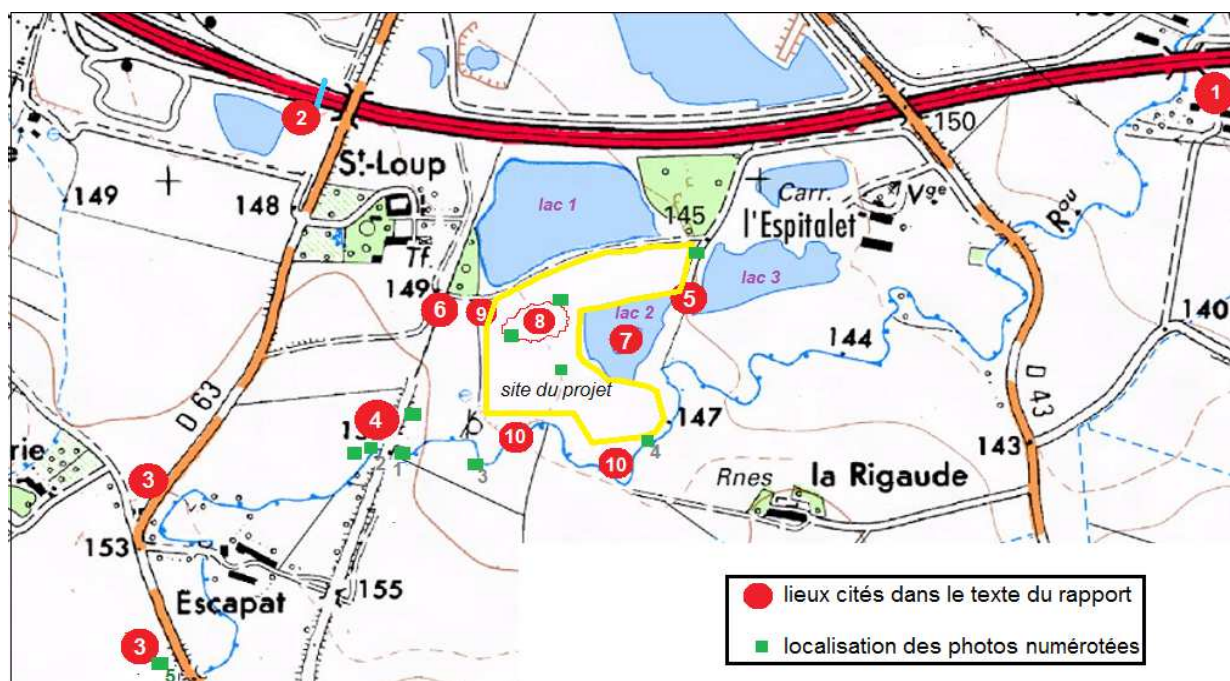 1
2
150
St-Loup
149
148
lac 1
145
Carr.
Vge
l'Espitalet
Rou
Tf.
149
lac 3
6
9
5
lac 2
8
7
144
140
D 63
site du projet
D 43
4
147
10
143
2
1
3
10
4
rie
3
Rnes
la Rigaude
153
Escapat
155
3
5
lieux cités dans le texte du rapport
localisation des photos numérotées